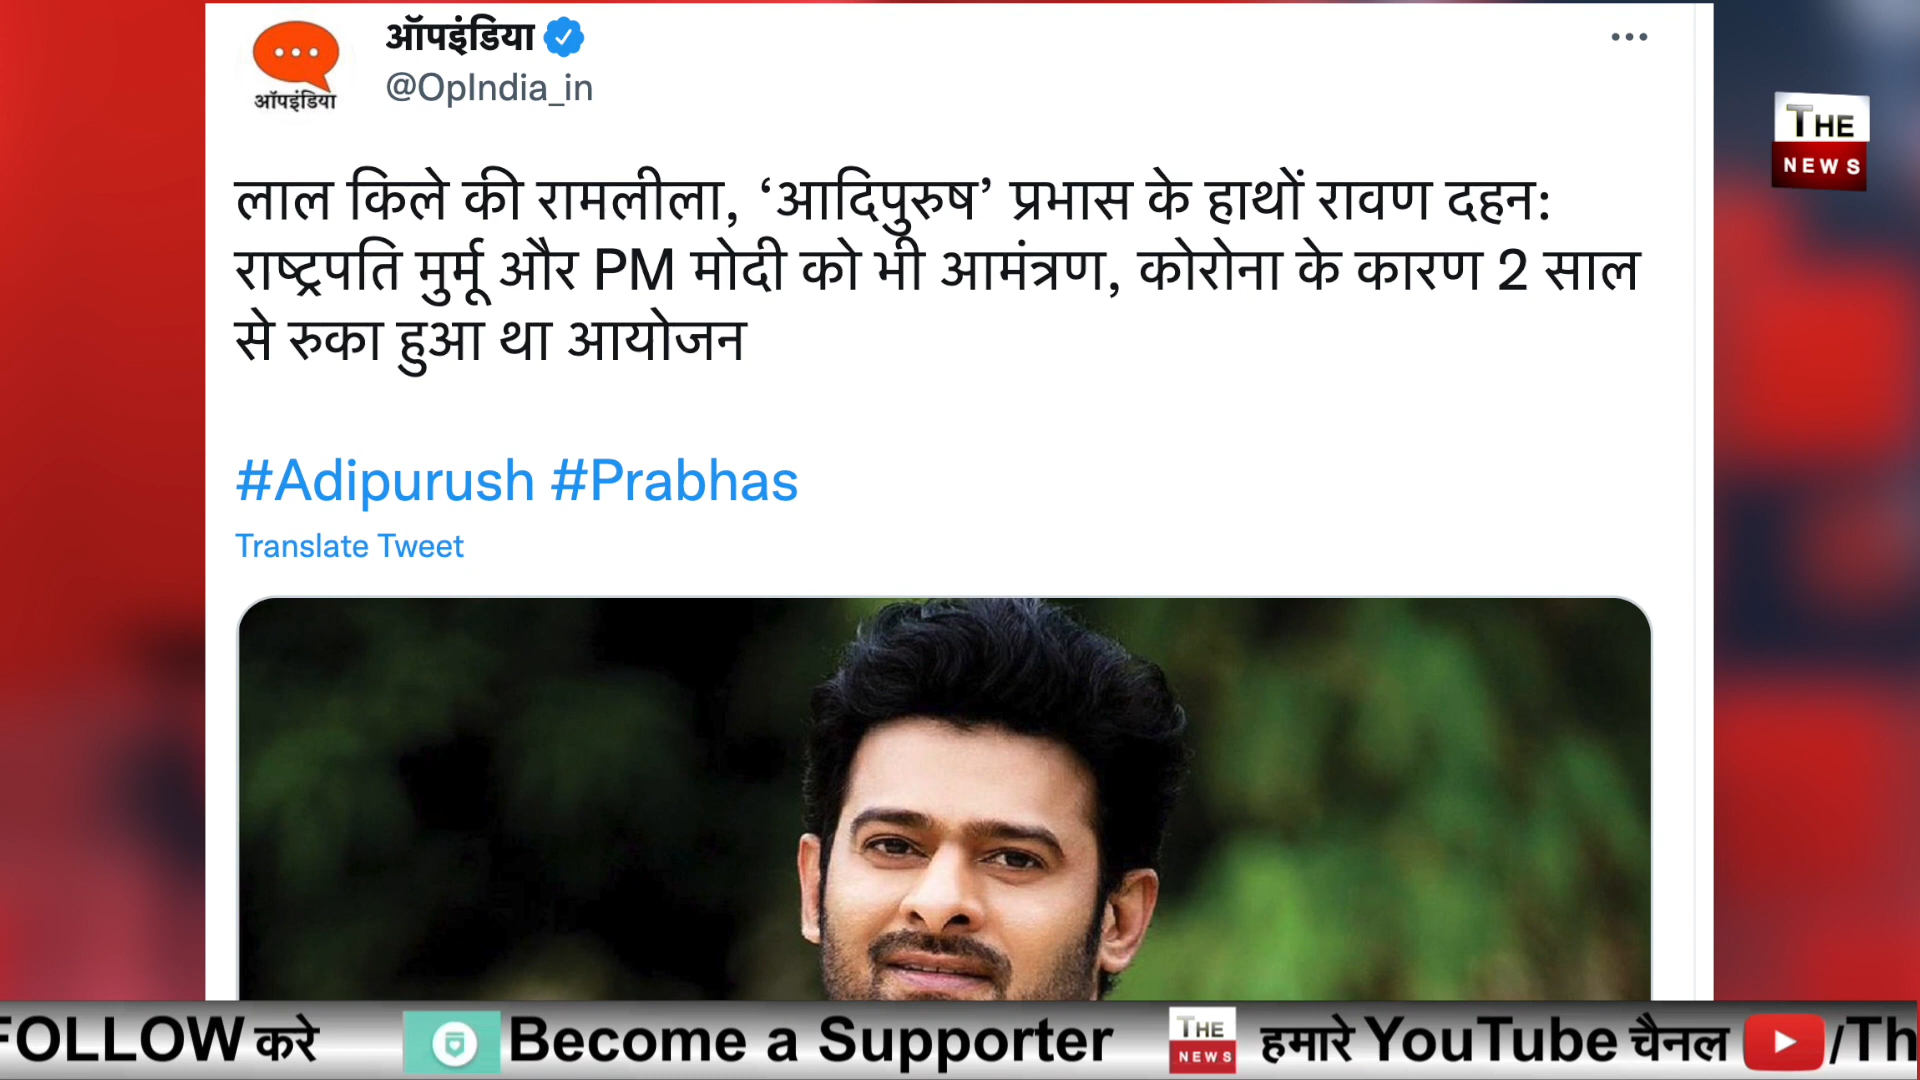 ऑपइंडिया
@OpIndia_in
ऑपइंडिया
THE
NEWS
लाल किले की रामलीला, ‘आदिपुरुष’ प्रभास के हाथों रावण दहन:
राष्ट्रपति मुर्मू और PM मोदी को भी आमंत्रण, कोरोना के कारण 2 साल
से रुका हुआ था आयोजन
#Adipurush #Prabhas
Translate Tweet
FOLLOW करे Become a Supporter THE NEWS हमारे YouTube चैनल /Th